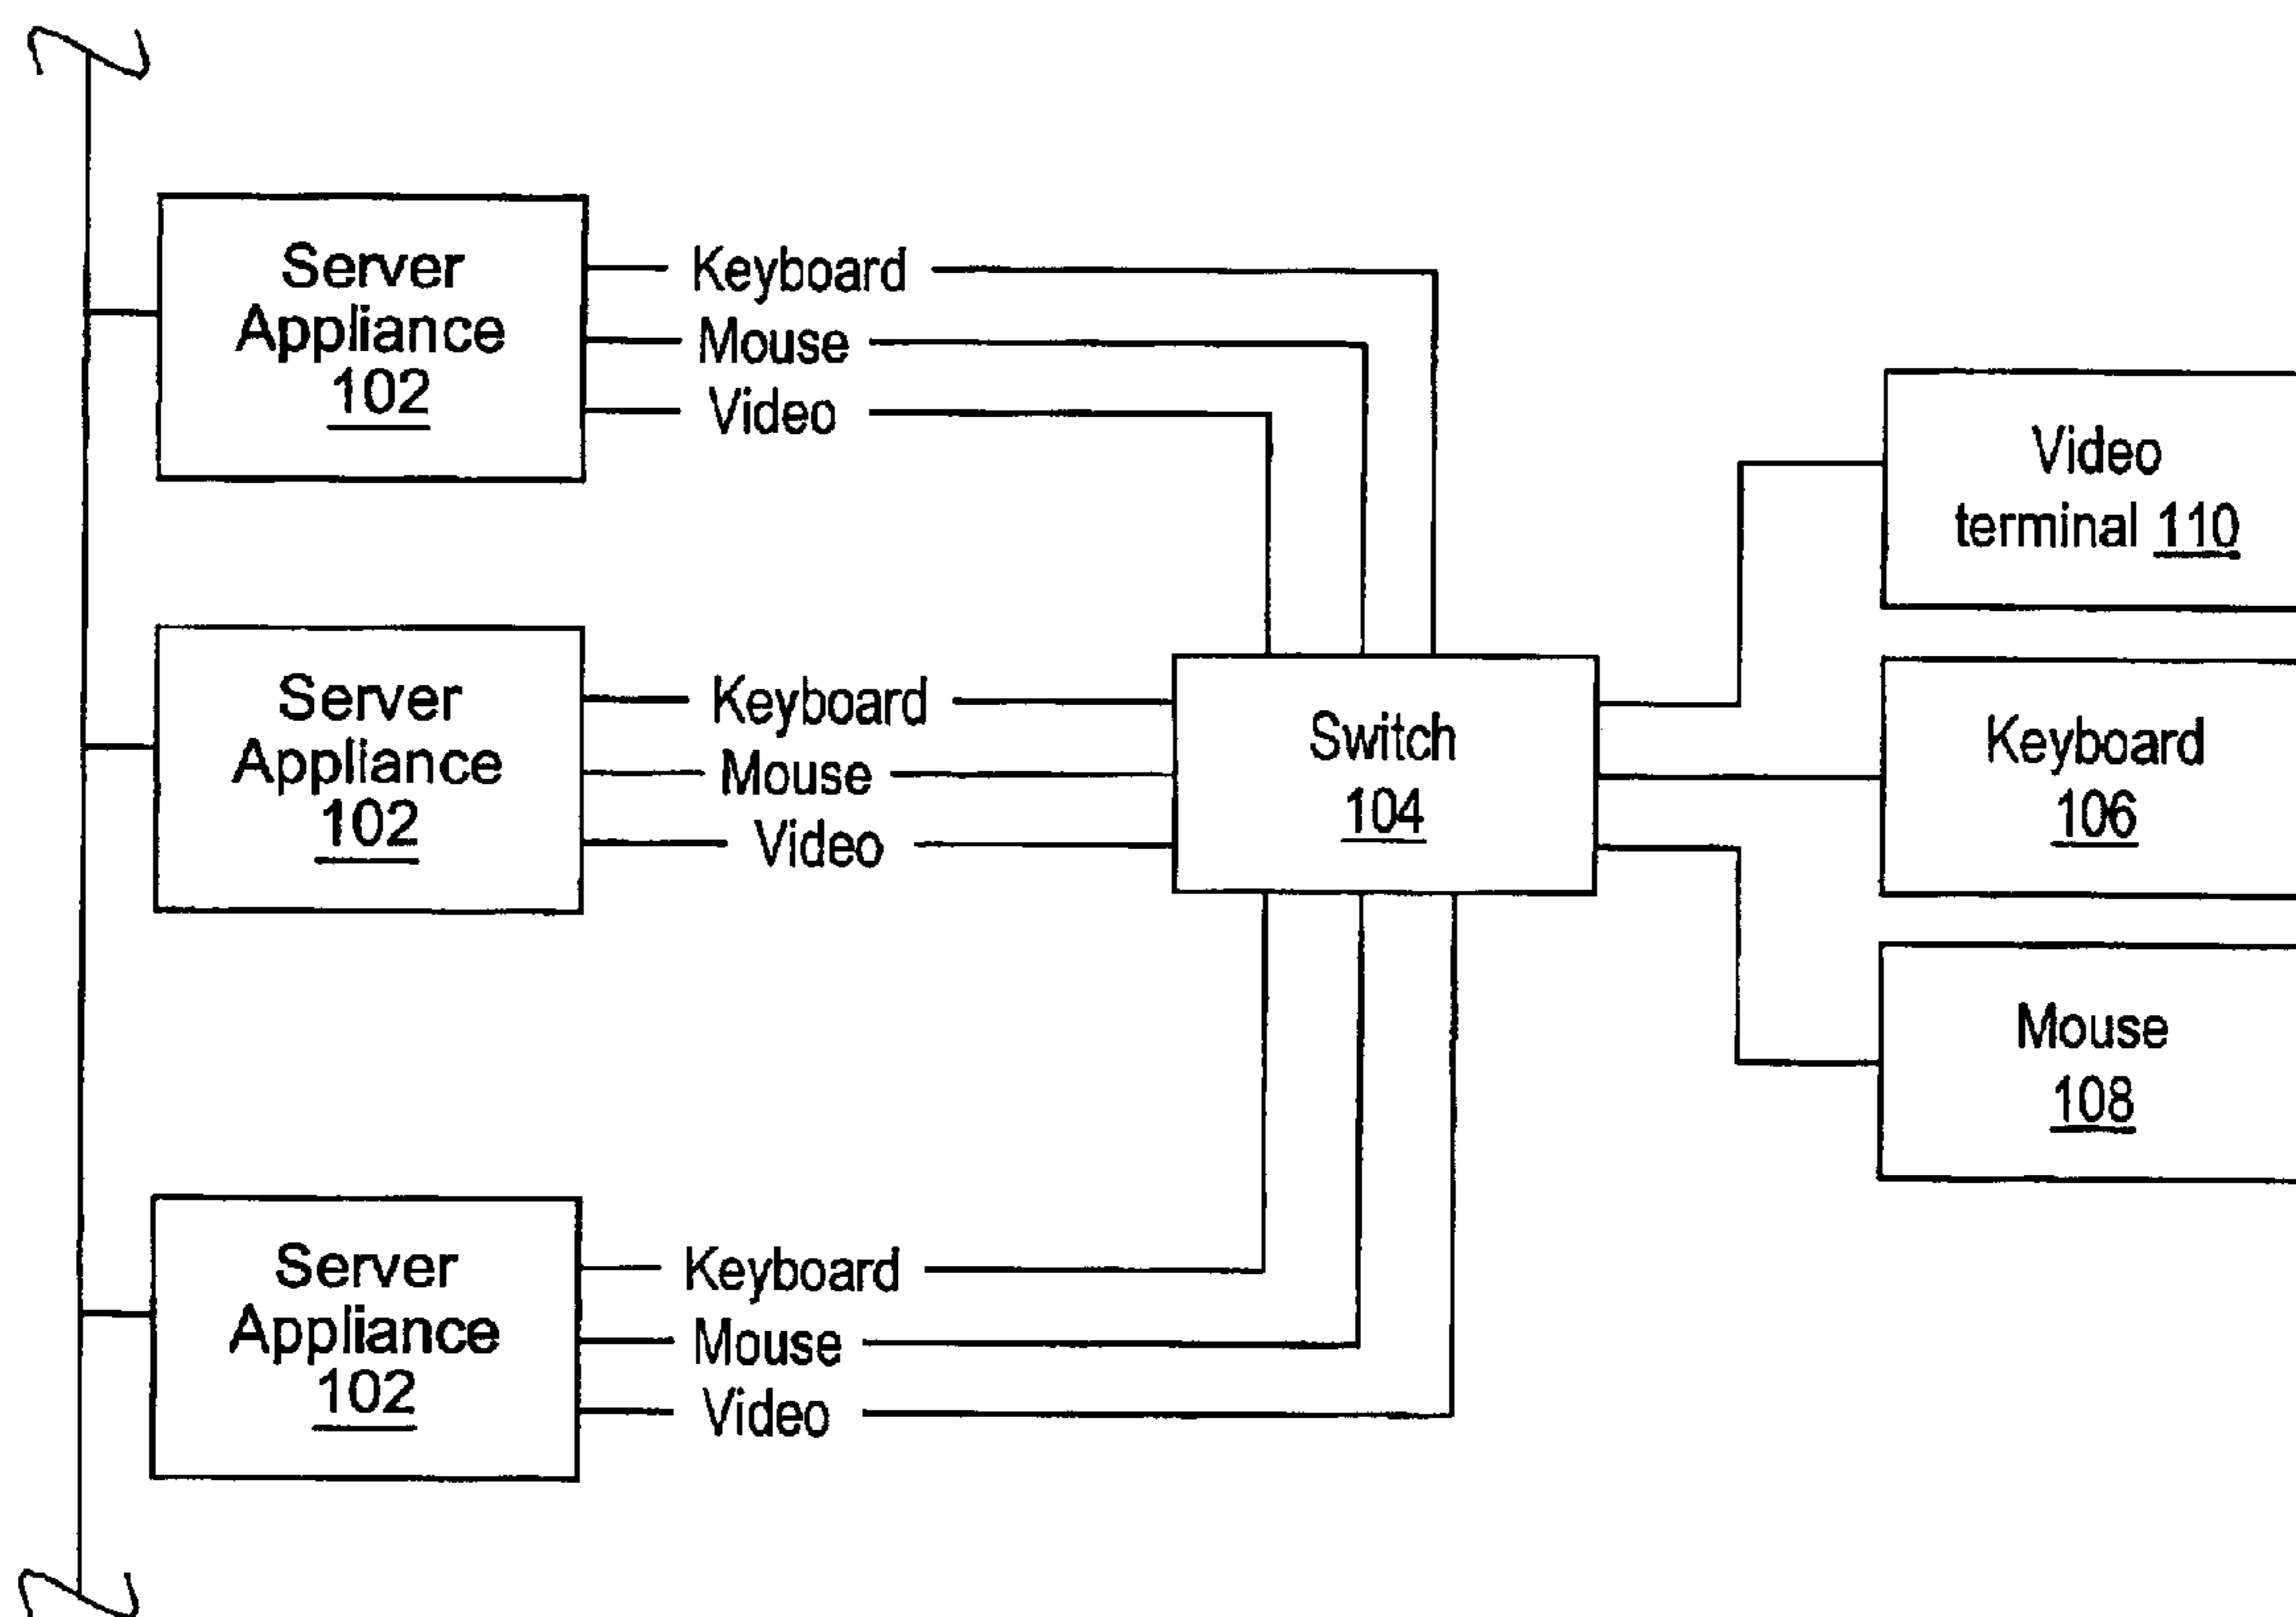 Server
Appliance
102
Keyboard
Mouse
Video
Server
Appliance
102
Keyboard
Mouse
Video
Server
Appliance
102
Keyboard
Mouse
Video
Switch
104
Video
terminal 110
Keyboard
106
Mouse
108